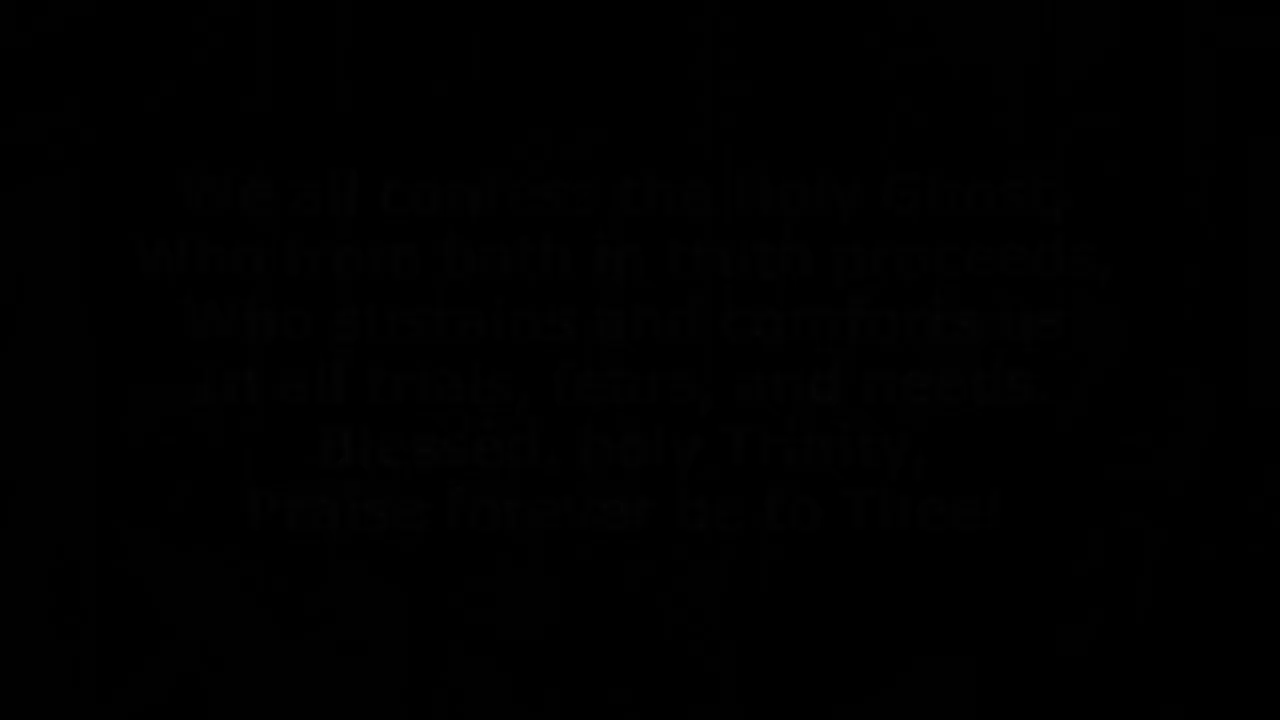 We all confess the Holy Ghost,
Who from both in truth proceeds,
Who sustains and comforts us
In all trials, fears, and needs.
Blessed, holy Trinity,
Praise forever be to Thee!